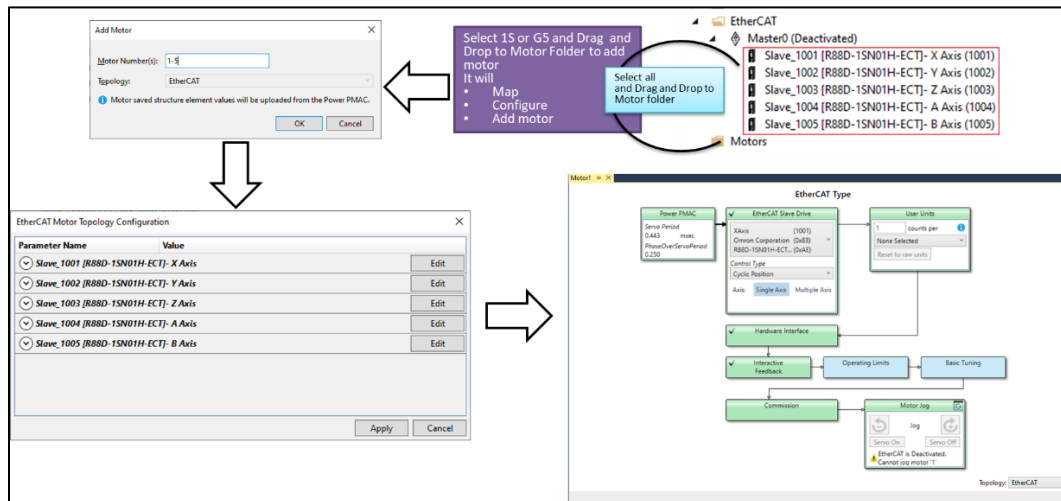 Add Motor
Motor Number(s): 1-5
Topology: EtherCAT
Motor saved structure element values will be uploaded from the Power PMAC.
OK Cancel
Select 1S or G5 and Drag and
Drop to Motor Folder to add
motor
It will
• Map
• Configure
• Add motor
Select all
and Drag and Drop to
Motor folder
EtherCAT
Master0 (Deactivated)
Slave_1001 [R88D-1SN01H-ECT]- X Axis (1001)
Slave_1002 [R88D-1SN01H-ECT]- Y Axis (1002)
Slave_1003 [R88D-1SN01H-ECT]- Z Axis (1003)
Slave_1004 [R88D-1SN01H-ECT]- A Axis (1004)
Slave_1005 [R88D-1SN01H-ECT]- B Axis (1005)
Motors
EtherCAT Motor Topology Configuration
Parameter Name Value
Slave_1001 [R88D-1SN01H-ECT]- X Axis Edit
Slave_1002 [R88D-1SN01H-ECT]- Y Axis Edit
Slave_1003 [R88D-1SN01H-ECT]- Z Axis Edit
Slave_1004 [R88D-1SN01H-ECT]- A Axis Edit
Slave_1005 [R88D-1SN01H-ECT]- B Axis Edit
Apply Cancel
Motor1
EtherCAT Type
Power PMAC
Servo Period
0.443 msec
PhaseOverServoPeriod
0.250
EtherCAT Slave Drive
XAxis (1001)
Omron Corporation (0x83)
R88D-1SN01H-ECT... (0xAE)
Control Type
Cyclic Position
Axis: Single Axis Multiple Axis
User Units
1 counts per
None Selected
Reset to raw units
Hardware Interface
Interactive
Feedback
Operating Limits
Basic Tuning
Commission
Motor Jog
Jog
Servo On Servo Off
EtherCAT is Deactivated.
Cannot jog motor '1'
Topology: EtherCAT